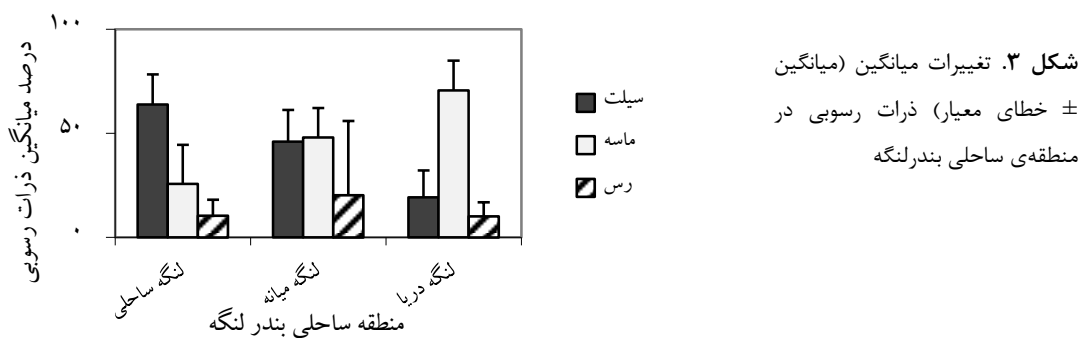 شکل ۳. تغییرات میانگین (میانگین
± خطای معیار) ذرات رسوبی در
منطقه‌ی ساحلی بندرلنگه
سیلت
ماسه
رس
درصد میانگین ذرات رسوبی
۱۰۰
۵۰
۰
لنگه ساحلی
لنگه میانه
لنگه دریا
منطقه ساحلی بندر لنگه